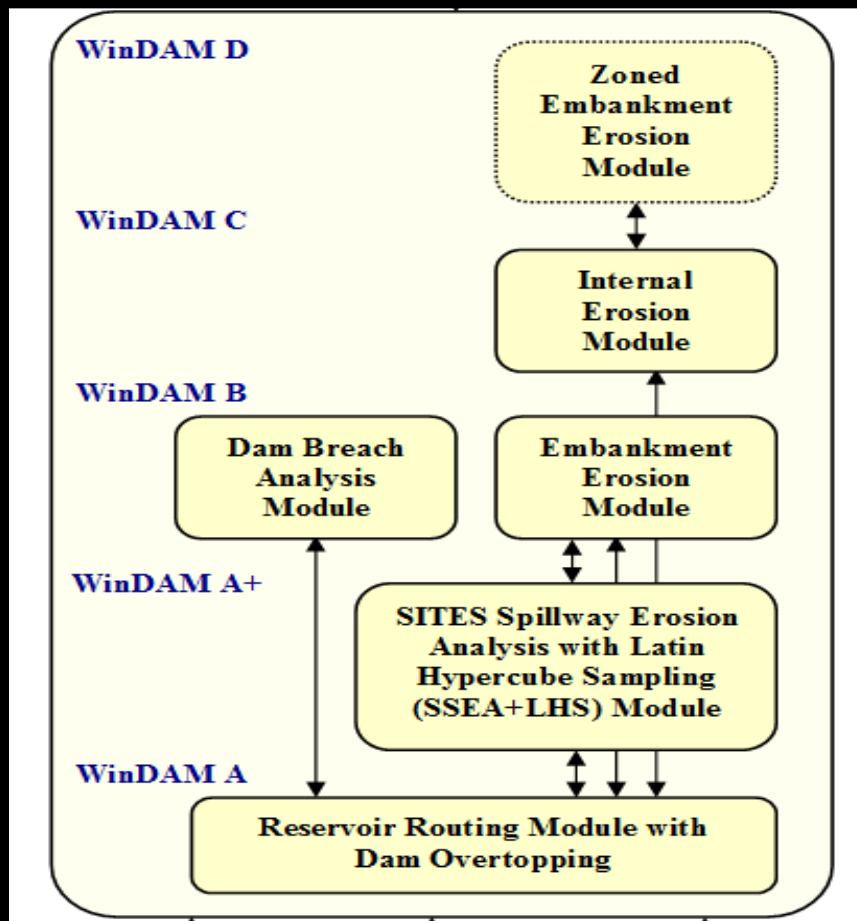 WinDAM D
Zoned
Embankment
Erosion
Module
WinDAM C
Internal
Erosion
Module
WinDAM B
Dam Breach
Analysis
Module
Embankment
Erosion
Module
WinDAM A+
SITES Spillway Erosion
Analysis with Latin
Hypercube Sampling
(SSEA+LHS) Module
WinDAM A
Reservoir Routing Module with
Dam Overtopping